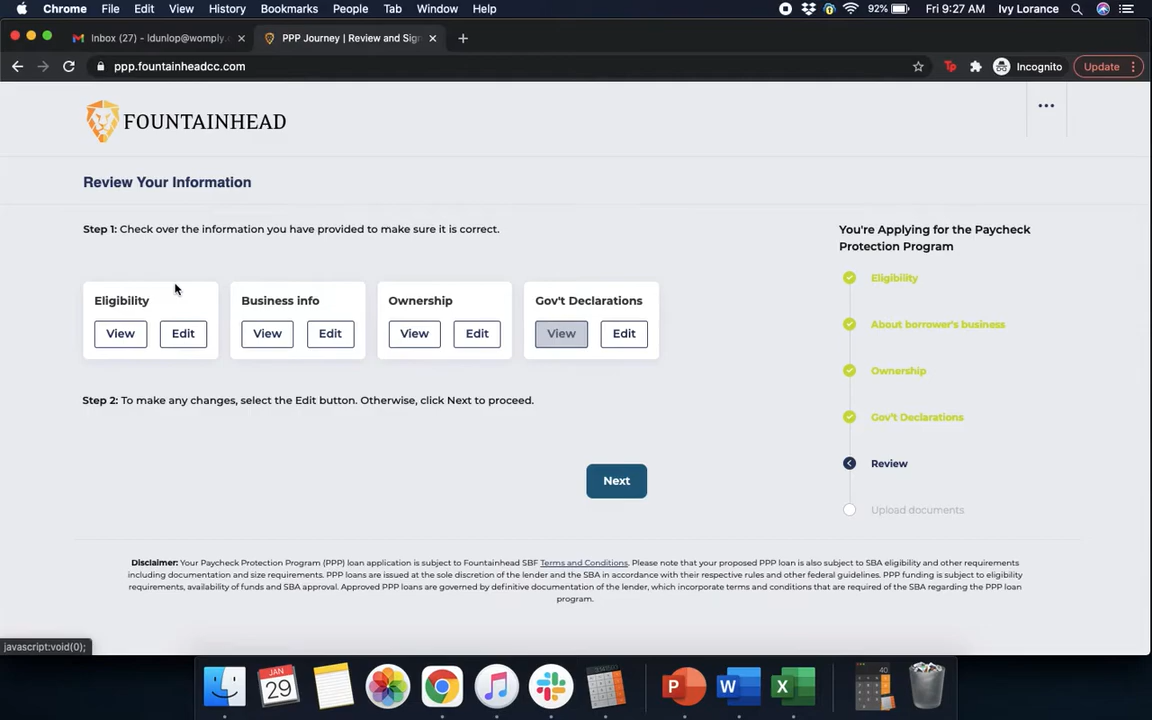 Chrome File Edit View History Bookmarks People Tab Window Help 92% Fri 9:27 AM Ivy Lorance
Inbox (27) - ldunlop@womply. PPP Journey | Review and Sig
ppp.fountainheadcc.com Incognito Update
FOUNTAINHEAD
Review Your Information
Step 1: Check over the information you have provided to make sure it is correct.
Eligibility
View Edit
Business info
View Edit
Ownership
View Edit
Gov't Declarations
View Edit
Step 2: To make any changes, select the Edit button. Otherwise, click Next to proceed.
Next
You're Applying for the Paycheck
Protection Program
Eligibility
About borrower's business
Ownership
Gov't Declarations
Review
Upload documents
Disclaimer: Your Paycheck Protection Program (PPP) loan application is subject to Fountainhead SBF Terms and Conditions. Please note that your proposed PPP loan is also subject to SBA eligibility and other requirements
including documentation and size requirements. PPP loans are issued at the sole discretion of the lender and the SBA in accordance with their respective rules and other federal guidelines. PPP funding is subject to eligibility
requirements, availability of funds and SBA approval. Approved PPP loans are governed by definitive documentation of the lender, which incorporate terms and conditions that are required of the SBA regarding the PPP loan
program.
javascript:void(0);
JAN
29
P W X
40